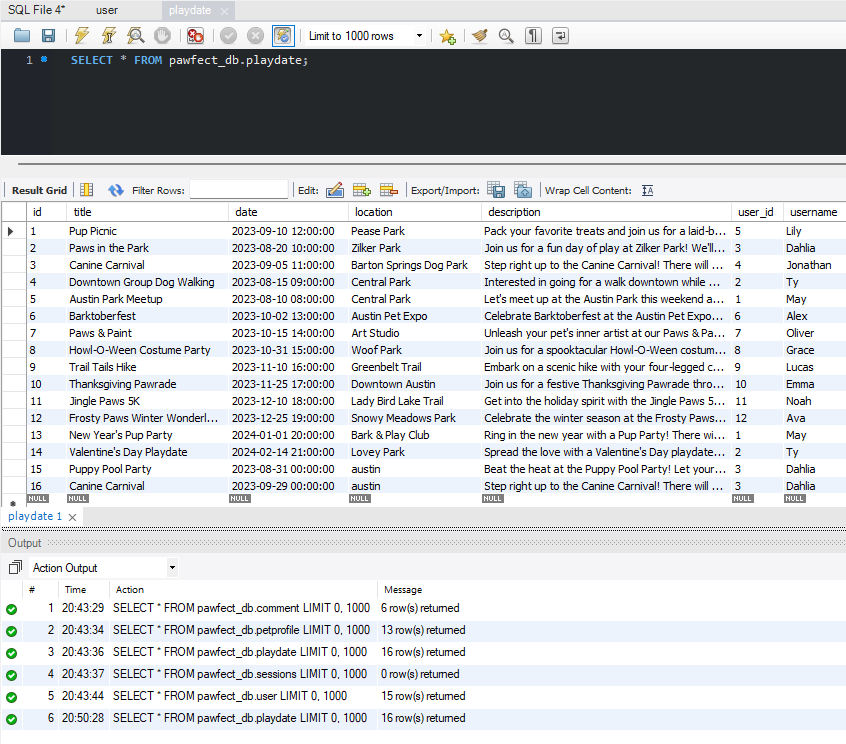 SQL File 4* user playdate
Limit to 1000 rows
1 SELECT * FROM pawfect_db.playdate;
Result Grid Filter Rows: Edit: Export/Import: Wrap Cell Content:
id title date location description user_id username
1 Pup Picnic 2023-09-10 12:00:00 Pease Park Pack your favorite treats and join us for a laid-b... 5 Lily
2 Paws in the Park 2023-08-20 10:00:00 Zilker Park Join us for a fun day of play at Zilker Park! We'll... 3 Dahlia
3 Canine Carnival 2023-09-05 11:00:00 Barton Springs Dog Park Step right up to the Canine Carnival! There will ... 4 Jonathan
4 Downtown Group Dog Walking 2023-08-15 09:00:00 Central Park Interested in going for a walk downtown while ... 2 Ty
5 Austin Park Meetup 2023-08-10 08:00:00 Central Park Let's meet up at the Austin Park this weekend a... 1 May
6 Barktoberfest 2023-10-02 13:00:00 Austin Pet Expo Celebrate Barktoberfest at the Austin Pet Expo... 6 Alex
7 Paws & Paint 2023-10-15 14:00:00 Art Studio Unleash your pet's inner artist at our Paws & Pa... 7 Oliver
8 Howl-O-Ween Costume Party 2023-10-31 15:00:00 Woof Park Join us for a spooktacular Howl-O-Ween costum... 8 Grace
9 Trail Tails Hike 2023-11-10 16:00:00 Greenbelt Trail Embark on a scenic hike with your four-legged c... 9 Lucas
10 Thanksgiving Pawrade 2023-11-25 17:00:00 Downtown Austin Join us for a festive Thanksgiving Pawrade thro... 10 Emma
11 Jingle Paws 5K 2023-12-10 18:00:00 Lady Bird Lake Trail Get into the holiday spirit with the Jingle Paws 5... 11 Noah
12 Frosty Paws Winter Wonderl... 2023-12-25 19:00:00 Snowy Meadows Park Celebrate the winter season at the Frosty Paws... 12 Ava
13 New Year's Pup Party 2024-01-01 20:00:00 Bark & Play Club Ring in the new year with a Pup Party! There wi... 1 May
14 Valentine's Day Playdate 2024-02-14 21:00:00 Lovey Park Spread the love with a Valentine's Day playdate... 2 Ty
15 Puppy Pool Party 2023-08-31 00:00:00 austin Beat the heat at the Puppy Pool Party! Let your... 3 Dahlia
16 Canine Carnival 2023-09-29 00:00:00 austin Step right up to the Canine Carnival! There will ... 3 Dahlia
NULL NULL NULL NULL NULL NULL NULL
playdate 1
Output
Action Output
# Time Action Message
1 20:43:29 SELECT * FROM pawfect_db.comment LIMIT 0, 1000 6 row(s) returned
2 20:43:34 SELECT * FROM pawfect_db.petprofile LIMIT 0, 1000 13 row(s) returned
3 20:43:36 SELECT * FROM pawfect_db.playdate LIMIT 0, 1000 16 row(s) returned
4 20:43:37 SELECT * FROM pawfect_db.sessions LIMIT 0, 1000 0 row(s) returned
5 20:43:44 SELECT * FROM pawfect_db.user LIMIT 0, 1000 15 row(s) returned
6 20:50:28 SELECT * FROM pawfect_db.playdate LIMIT 0, 1000 16 row(s) returned